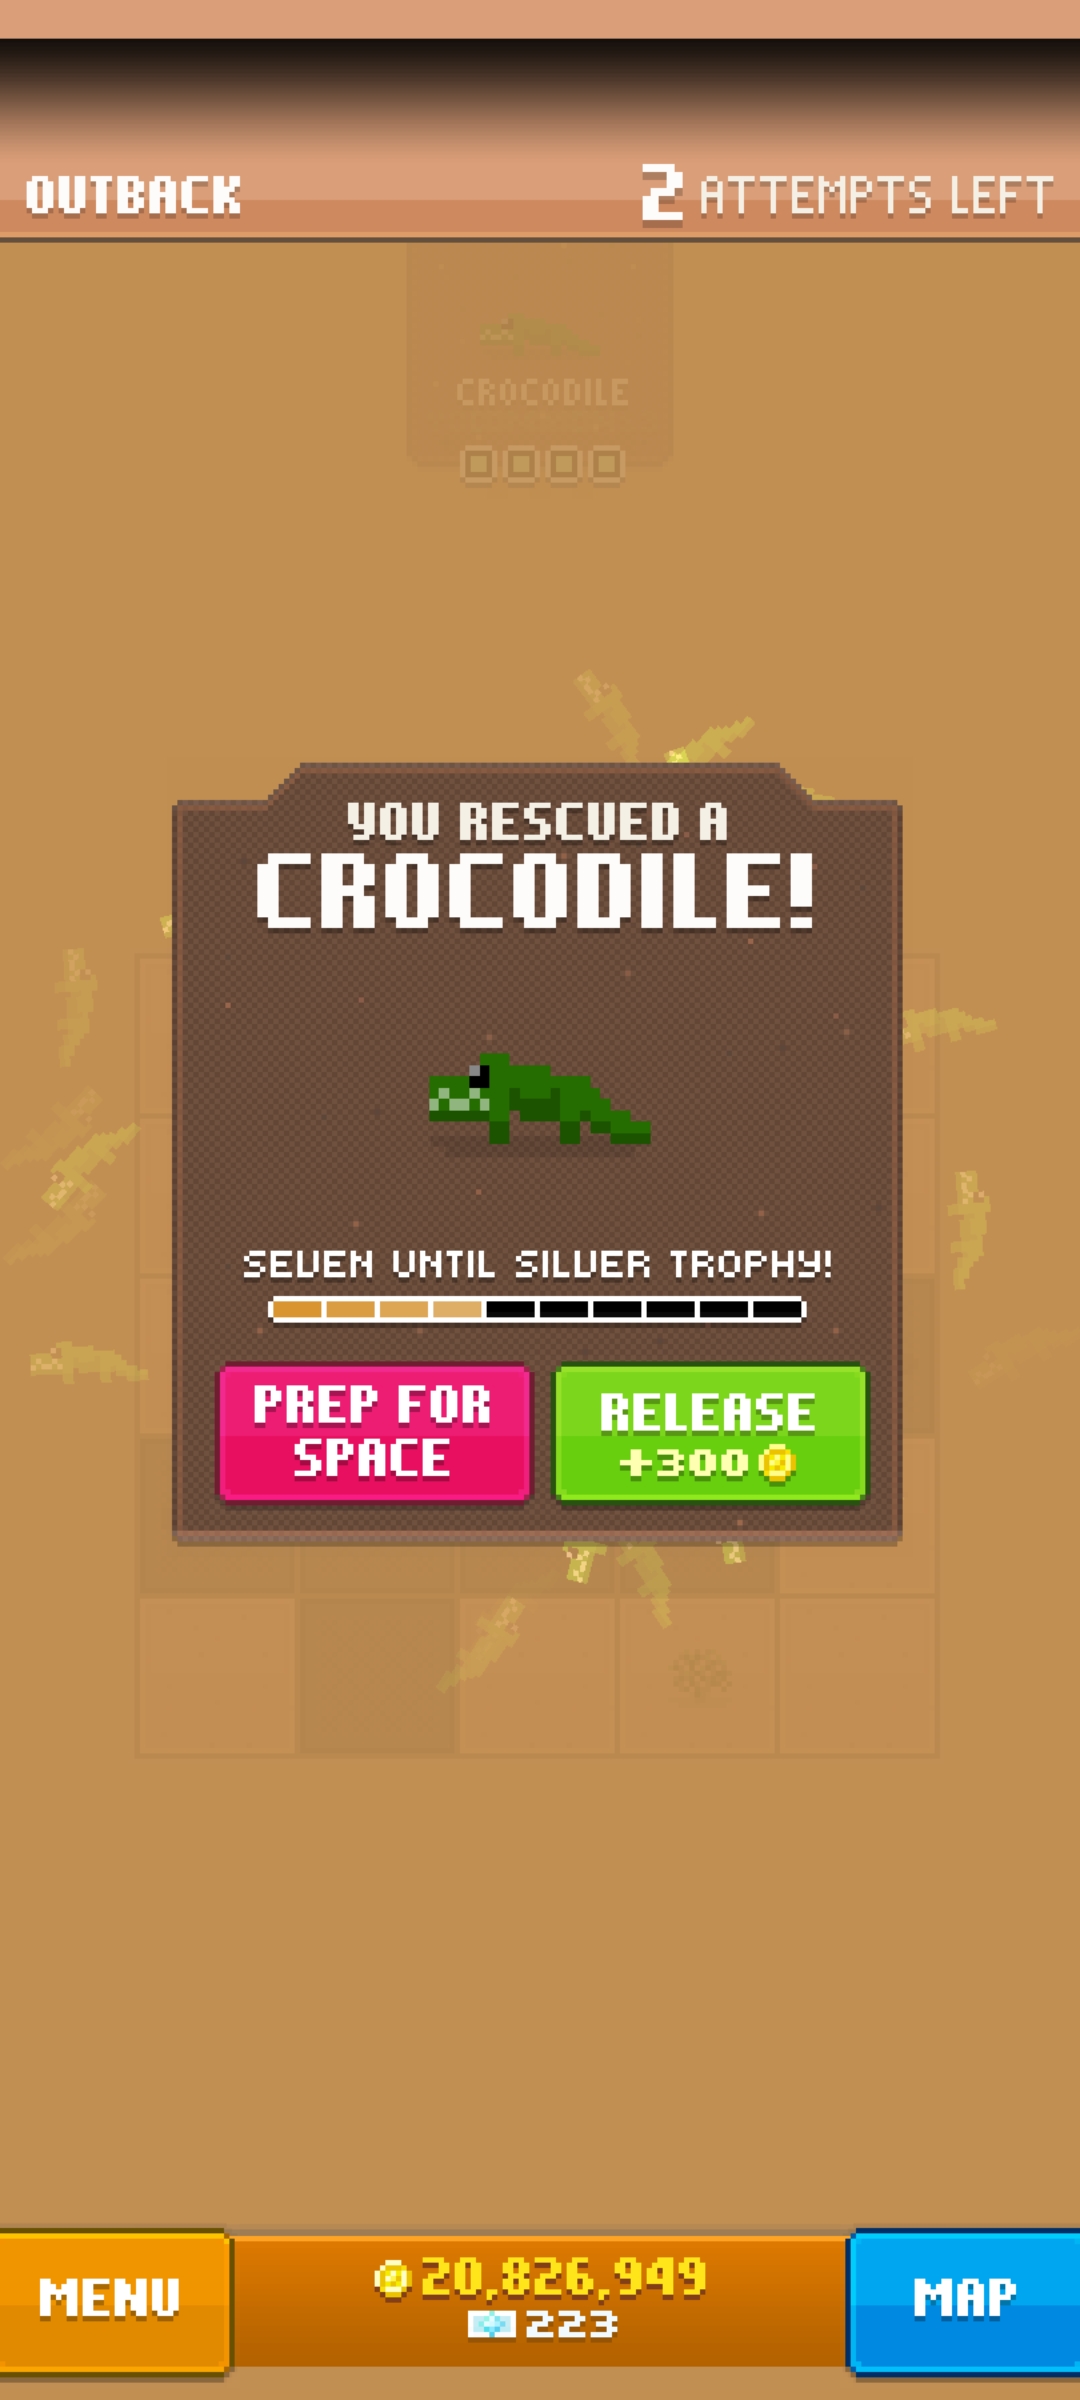 OUTBACK
2 ATTEMPTS LEFT
CROCODILE
YOU RESCUED A
CROCODILE!
SEVEN UNTIL SILVER TROPHY!
PREP FOR
SPACE
RELEASE
+300
MENU
20,826,949
223
MAP